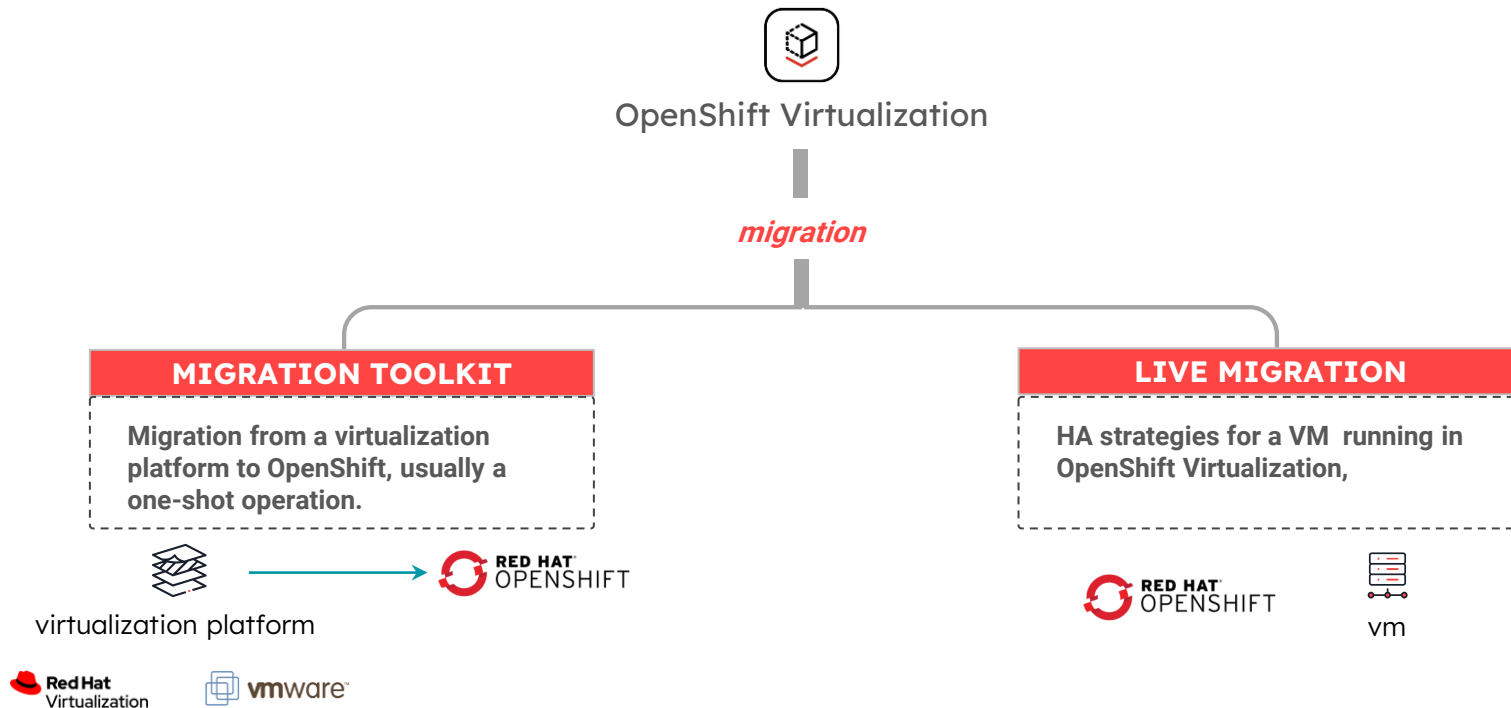 OpenShift Virtualization
migration
MIGRATION TOOLKIT
Migration from a virtualization
platform to OpenShift, usually a
one-shot operation.
RED HAT
OPENSHIFT
virtualization platform
Red Hat
Virtualization
vmware™
LIVE MIGRATION
HA strategies for a VM running in
OpenShift Virtualization,
RED HAT
OPENSHIFT
vm